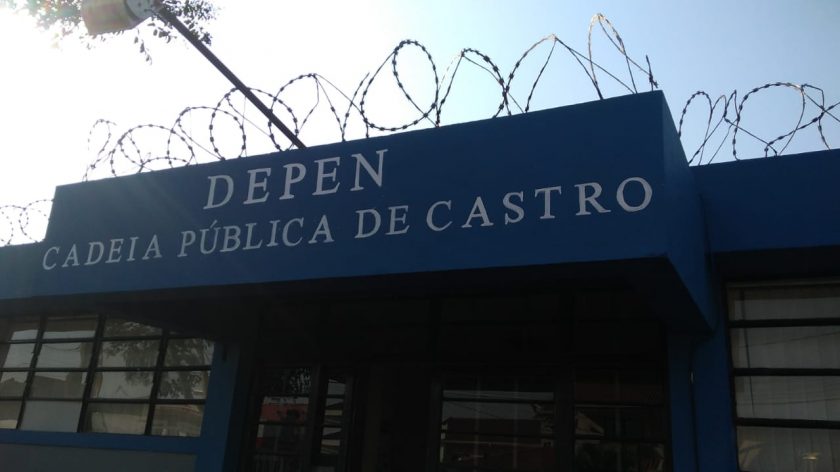 DEPEN
CADEIA PÚBLICA DE CASTRO